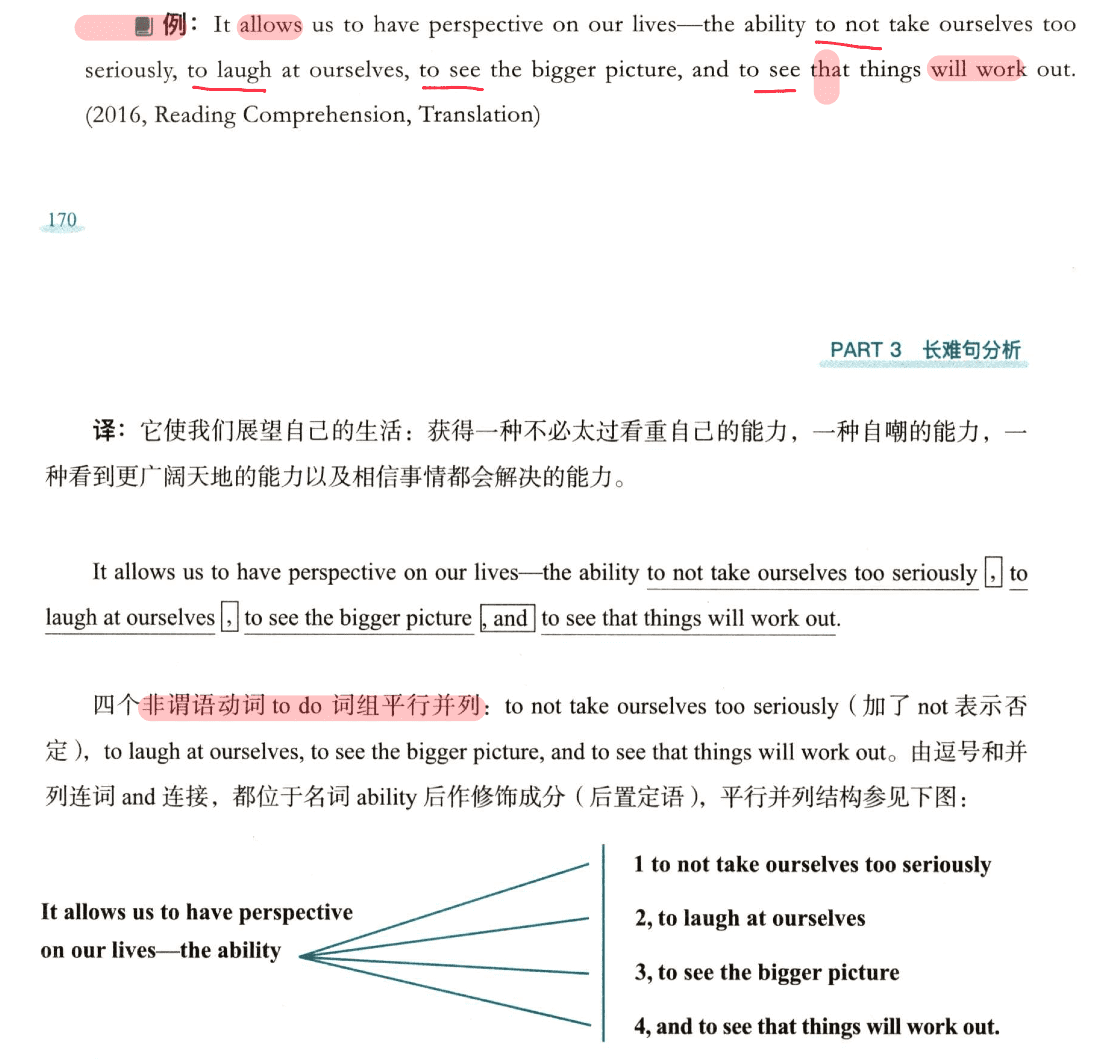 例： It allows us to have perspective on our lives—the ability to not take ourselves too
seriously, to laugh at ourselves, to see the bigger picture, and to see that things will work out.
(2016, Reading Comprehension, Translation)
170
PART 3 长难句分析
译：它使我们展望自己的生活：获得一种不必太过看重自己的能力，一种自嘲的能力，一
种看到更广阔天地的能力以及相信事情都会解决的能力。
It allows us to have perspective on our lives—the ability to not take ourselves too seriously , to
laugh at ourselves , to see the bigger picture , and to see that things will work out.
四个非谓语动词 to do 词组平行并列：to not take ourselves too seriously（加了 not 表示否
定），to laugh at ourselves, to see the bigger picture, and to see that things will work out。由逗号和并
列连词 and 连接，都位于名词 ability 后作修饰成分（后置定语），平行并列结构参见下图：
It allows us to have perspective
on our lives—the ability
1 to not take ourselves too seriously
2, to laugh at ourselves
3, to see the bigger picture
4, and to see that things will work out.